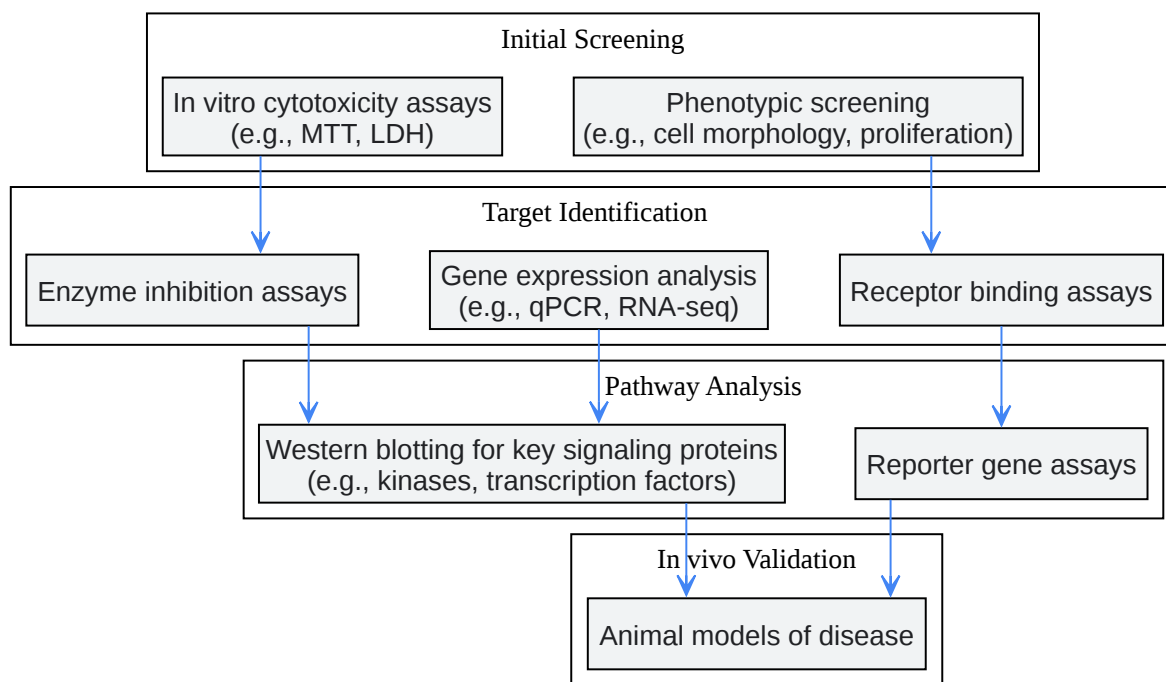 Initial Screening
In vitro cytotoxicity assays
(e.g., MTT, LDH)
Phenotypic screening
(e.g., cell morphology, proliferation)
Target Identification
Enzyme inhibition assays
Gene expression analysis
(e.g., qPCR, RNA-seq)
Receptor binding assays
Pathway Analysis
Western blotting for key signaling proteins
(e.g., kinases, transcription factors)
Reporter gene assays
In vivo Validation
Animal models of disease